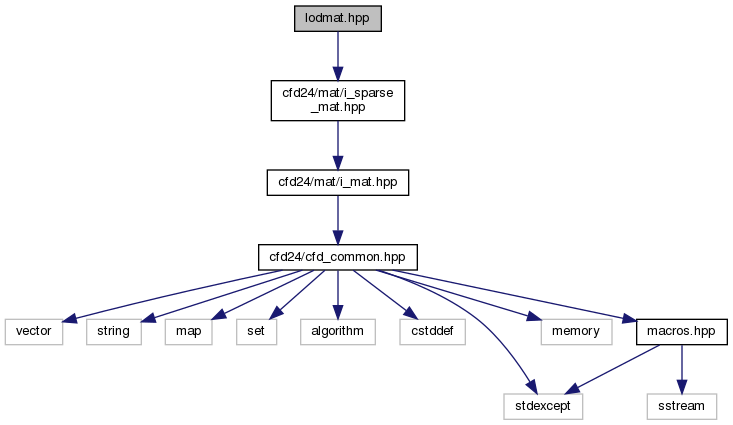 lodmat.hpp
cfd24/mat/i_sparse
_mat.hpp
cfd24/mat/i_mat.hpp
cfd24/cfd_common.hpp
vector
string
map
set
algorithm
cstddef
memory
macros.hpp
stdexcept
sstream